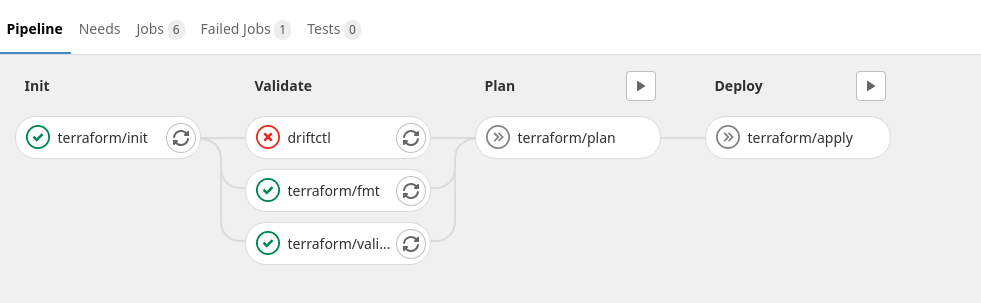 Pipeline Needs Jobs 6 Failed Jobs 1 Tests 0
Init Validate Plan Deploy
terraform/init driftctl terraform/plan terraform/apply
terraform/fmt
terraform/vali...